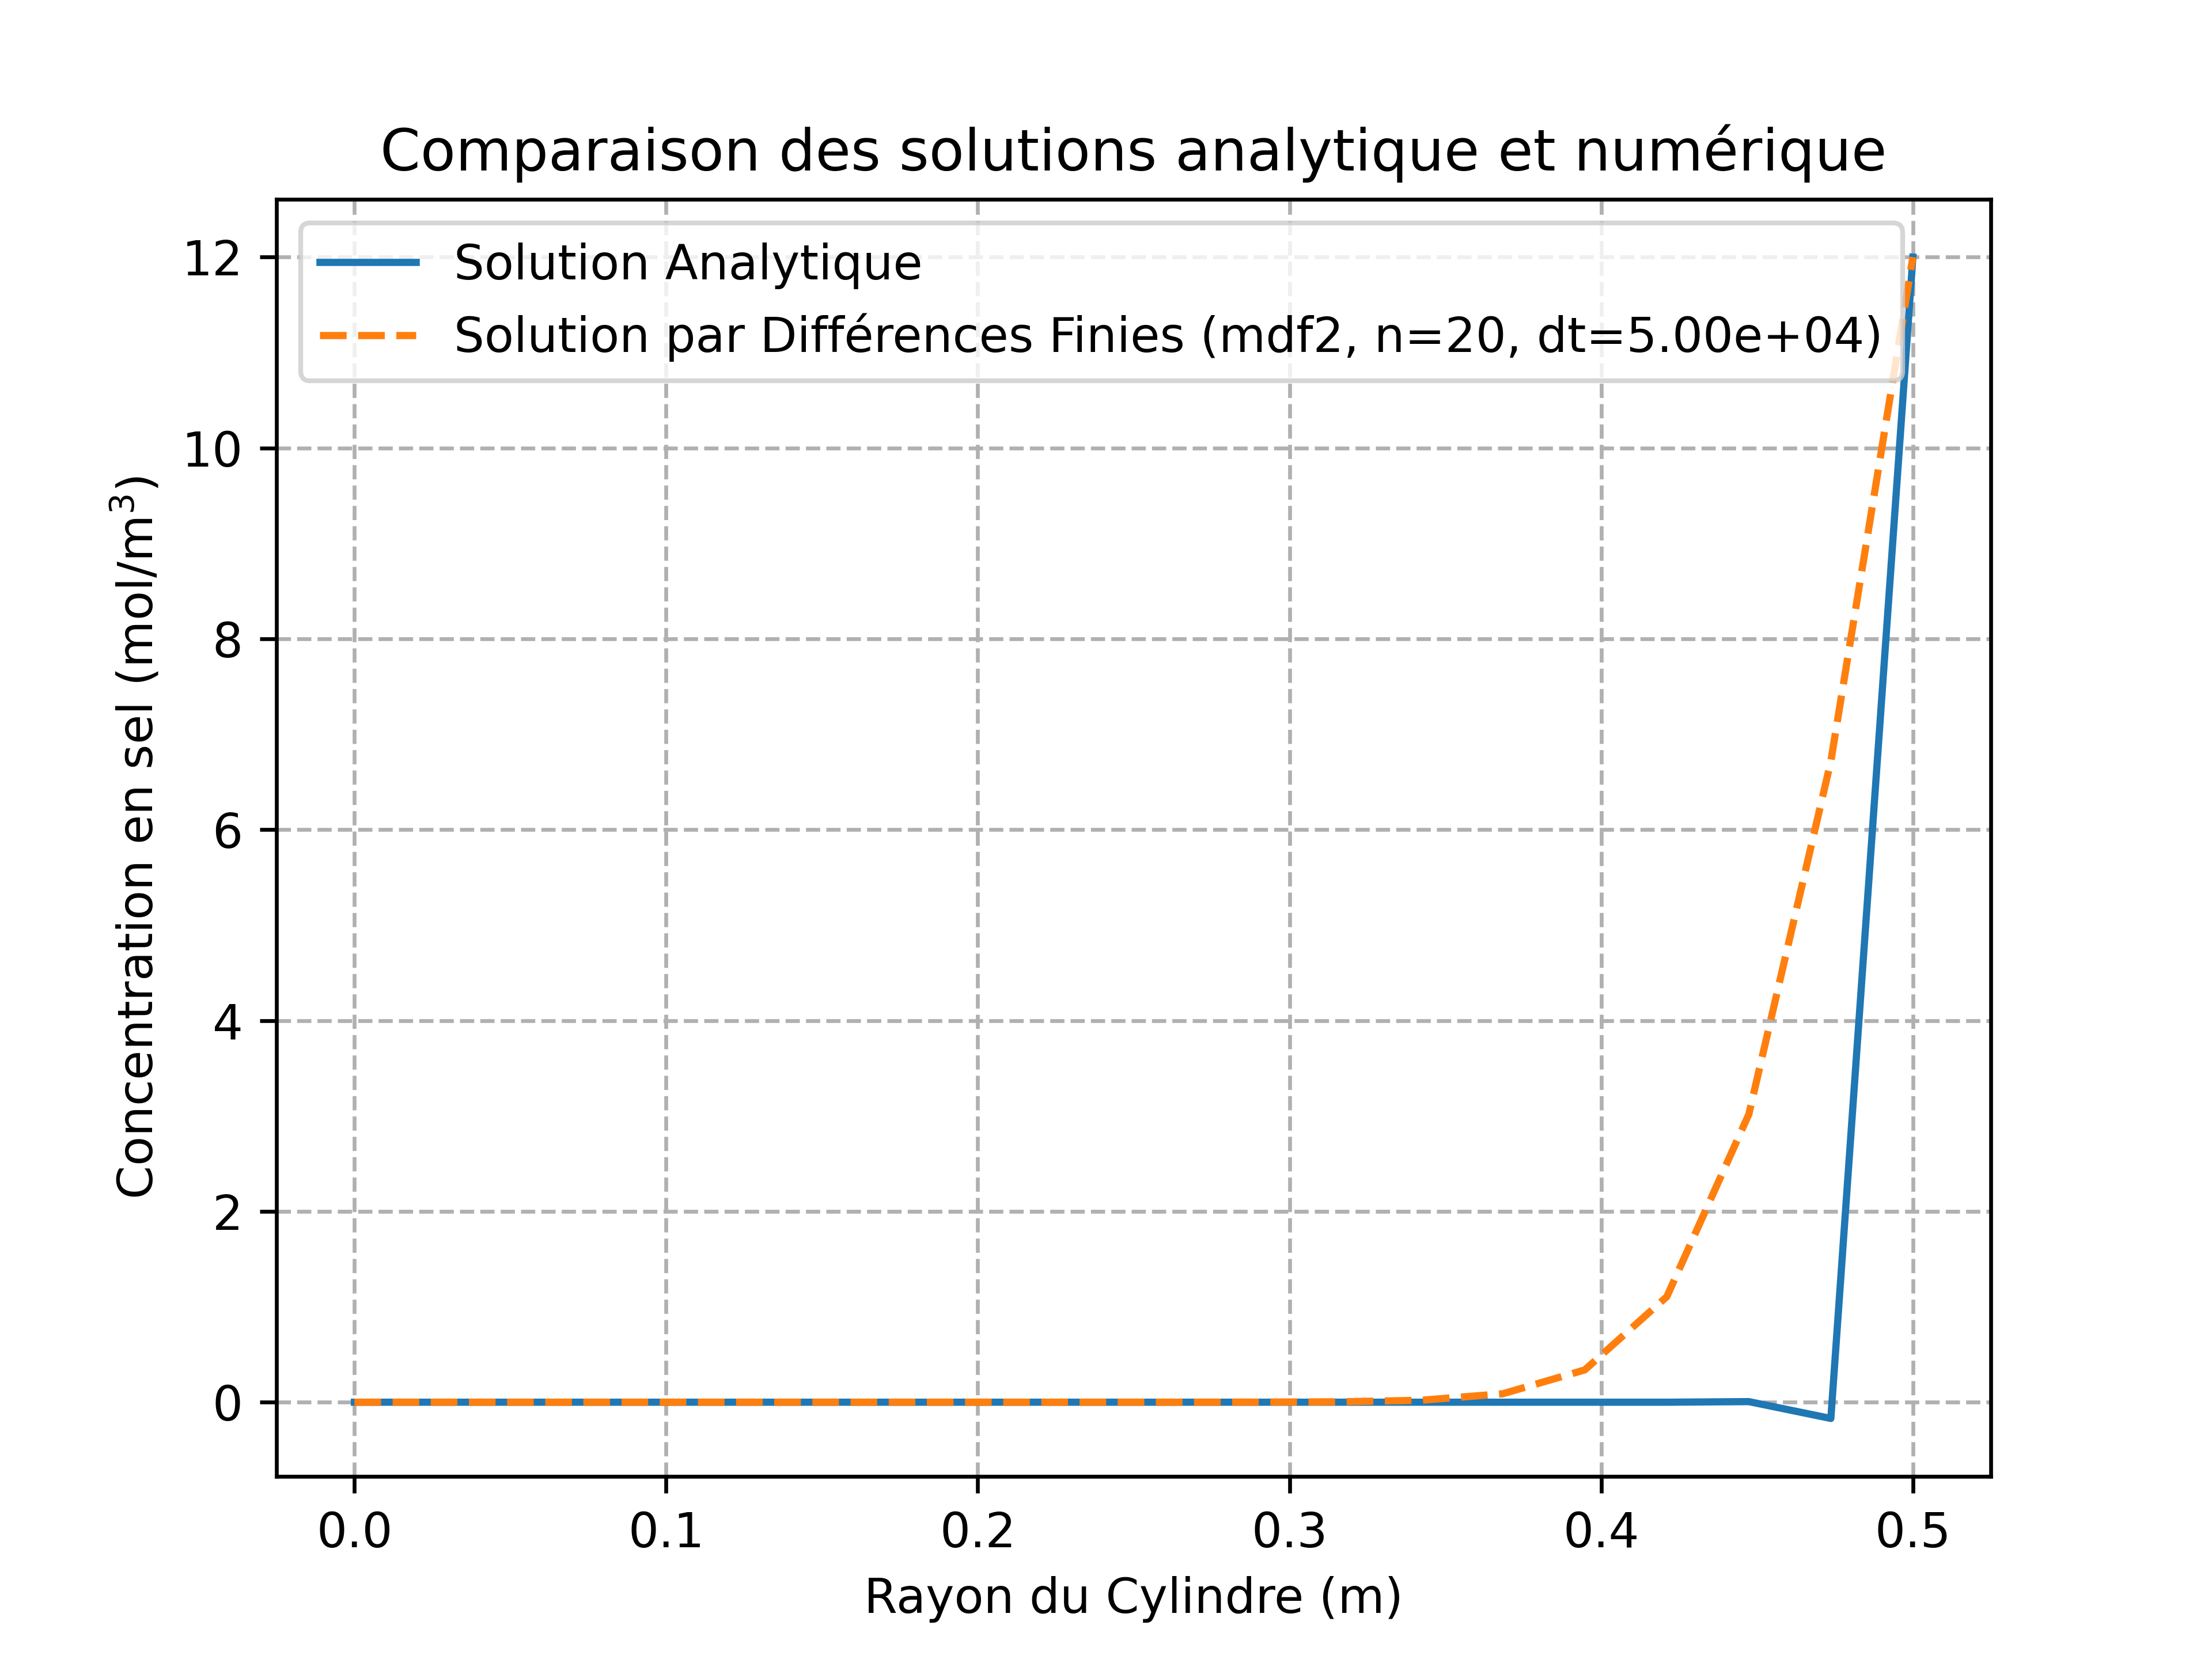 Comparaison des solutions analytique et numérique
Solution Analytique
Solution par Différences Finies (mdf2, n=20, dt=5.00e+04)
Concentration en sel (mol/m³)
12
10
8
6
4
2
0
0.0 0.1 0.2 0.3 0.4 0.5
Rayon du Cylindre (m)